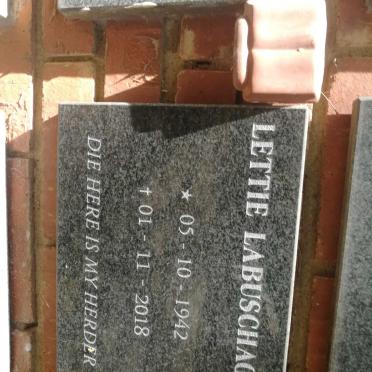 LETTIE LABUSCHAG
★ 05 - 10 - 1942
† 01 - 11 - 2018
DIE HERE IS MY HERDER